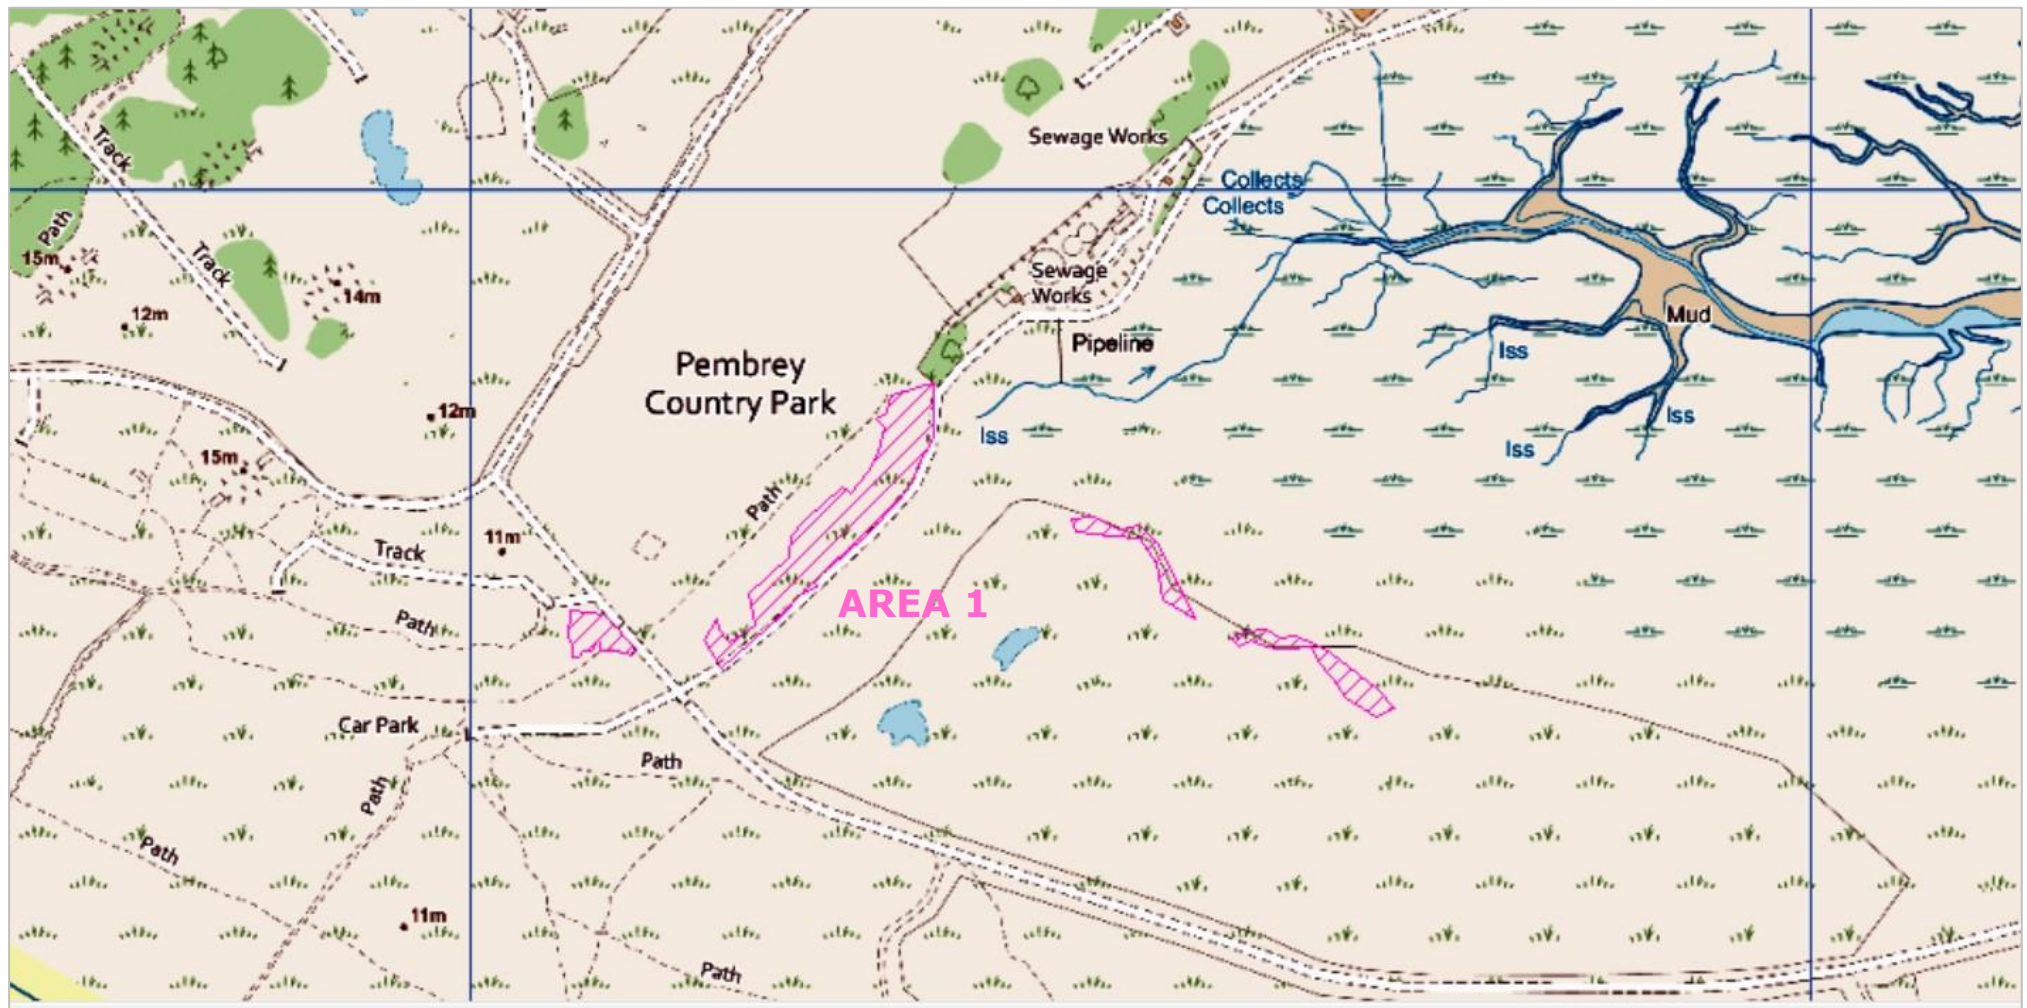 Sewage Works
Track
Collects
Collects
Path
Track
15m
14m
12m
Sewage
Works
Mud
Pipeline
Iss
Pembrey
Country Park
12m
Iss
Iss
Iss
15m
Path
11m
Track
AREA 1
Path
Car Park
Path
Path
Path
11m
Path